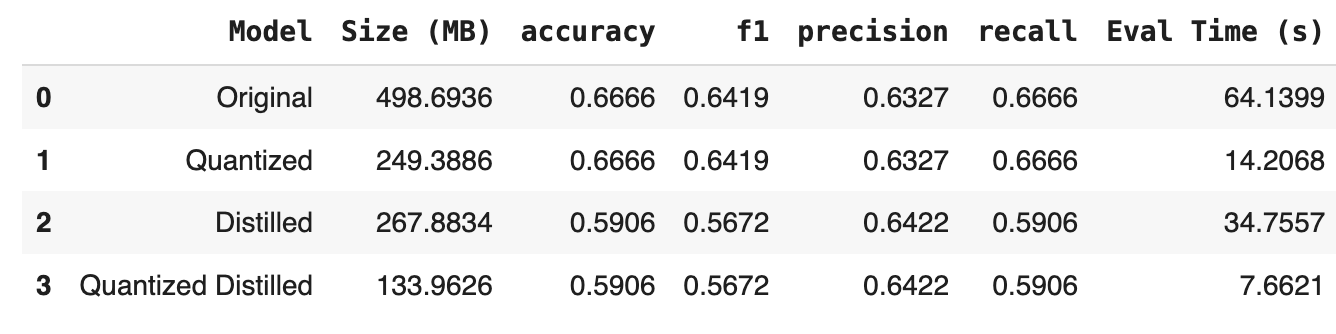 Model Size (MB) accuracy f1 precision recall Eval Time (s)
0 Original 498.6936 0.6666 0.6419 0.6327 0.6666 64.1399
1 Quantized 249.3886 0.6666 0.6419 0.6327 0.6666 14.2068
2 Distilled 267.8834 0.5906 0.5672 0.6422 0.5906 34.7557
3 Quantized Distilled 133.9626 0.5906 0.5672 0.6422 0.5906 7.6621